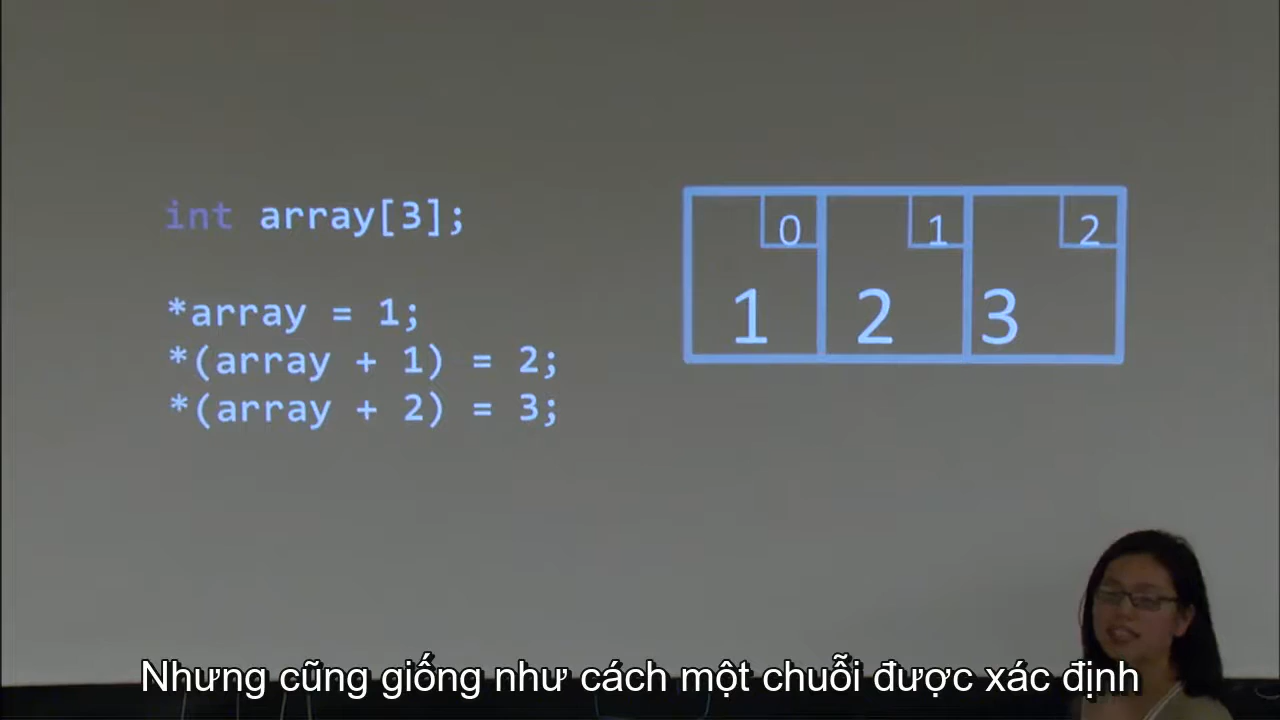 int array[3];
*array = 1;
*(array + 1) = 2;
*(array + 2) = 3;
0 1 2
1 2 3
Nhưng cũng giống như cách một chuỗi được xác định